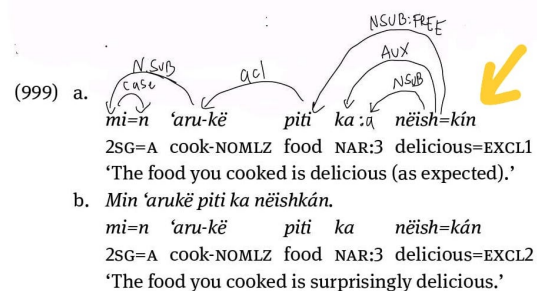 NSUB:FREE
N.SUB
AUX
case
acl
NSUB
(999) a. mi=n ‘aru-kë piti ka :a nëish=kín
2SG=A cook-NOMLZ food NAR:3 delicious=EXCL1
‘The food you cooked is delicious (as expected).’
b. Min ‘arukë piti ka nëishkán.
mi=n ‘aru-kë piti ka nëish=kán
2SG=A cook-NOMLZ food NAR:3 delicious=EXCL2
‘The food you cooked is surprisingly delicious.’